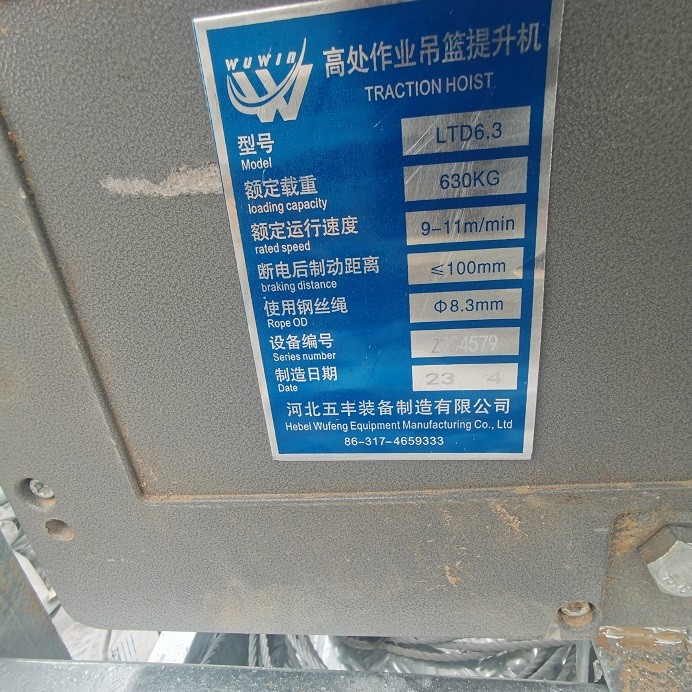 WUWIN
高处作业吊篮提升机
TRACTION HOIST
型号 LTD6.3
Model
额定载重 630KG
loading capacity
额定运行速度 9-11m/min
rated speed
断电后制动距离 ≤100mm
braking distance
使用钢丝绳 Φ8.3mm
Rope OD
设备编号
Series number
制造日期 23 4
Date
河北五丰装备制造有限公司
Hebei Wufeng Equipment Manufacturing Co., Ltd
86-317-4659333